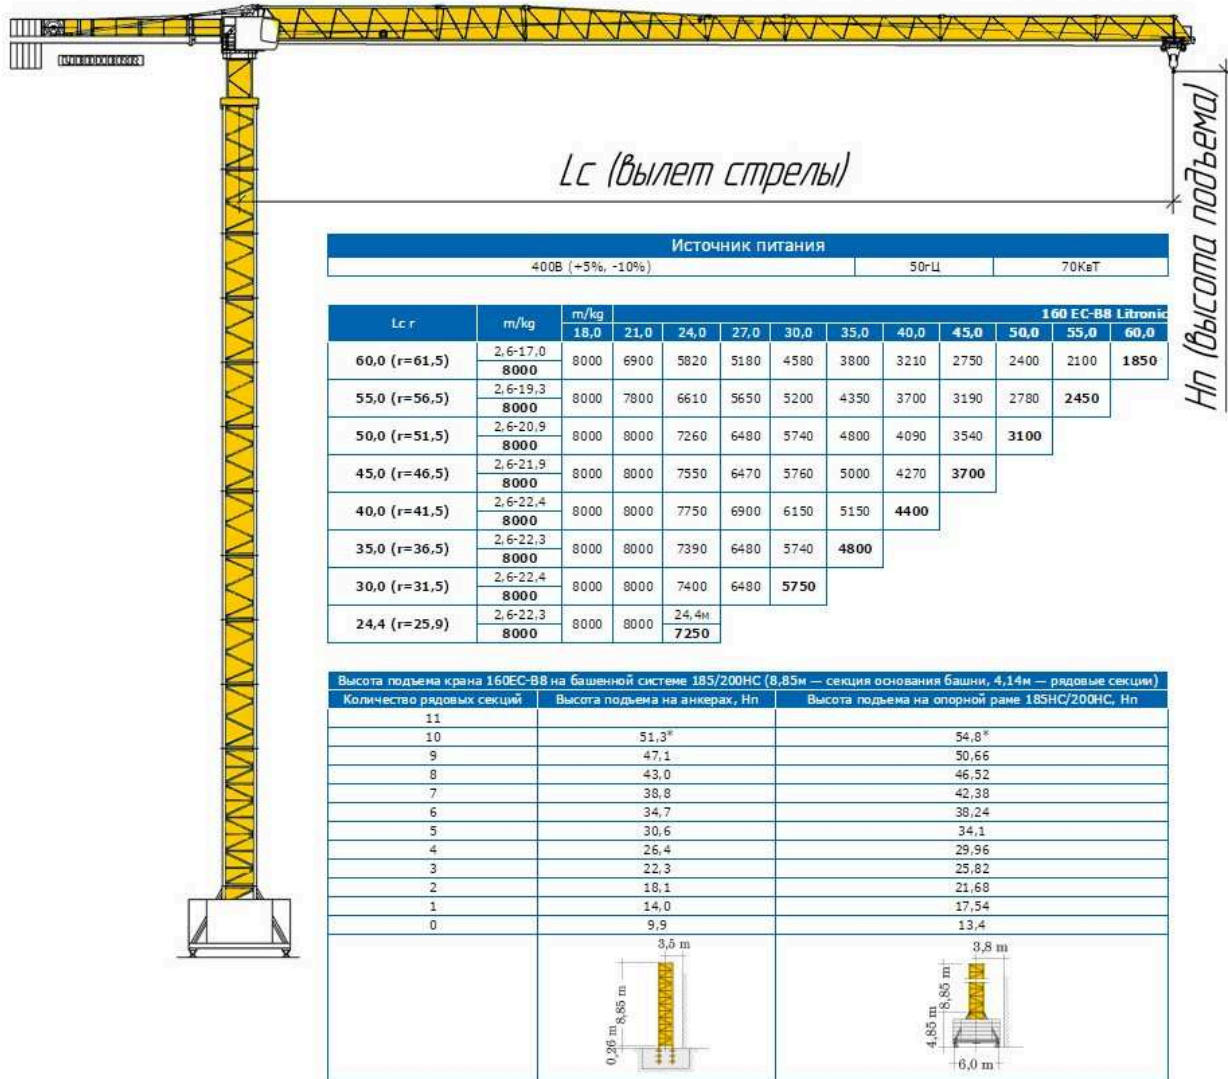 Lc (вылет стрелы)
Нп (высота подъема)
Источник питания
400В (+5%, -10%) 50гЦ 70КвТ
Lc r m/kg m/kg 160 EC-B8 Litronic
18,0 21,0 24,0 27,0 30,0 35,0 40,0 45,0 50,0 55,0 60,0
60,0 (r=61,5) 2,6-17,0 8000 8000 6900 5820 5180 4580 3800 3210 2750 2400 2100 1850
55,0 (r=56,5) 2,6-19,3 8000 8000 7800 6610 5650 5200 4350 3700 3190 2780 2450
50,0 (r=51,5) 2,6-20,9 8000 8000 8000 7260 6480 5740 4800 4090 3540 3100
45,0 (r=46,5) 2,6-21,9 8000 8000 8000 7550 6470 5760 5000 4270 3700
40,0 (r=41,5) 2,6-22,4 8000 8000 8000 7750 6900 6150 5150 4400
35,0 (r=36,5) 2,6-22,3 8000 8000 8000 7390 6480 5740 4800
30,0 (r=31,5) 2,6-22,4 8000 8000 8000 7400 6480 5750
24,4 (r=25,9) 2,6-22,3 8000 8000 8000 24,4м 7250
Высота подъема крана 160ЕС-В8 на башенной системе 185/200НС (8,85м — секция основания башни, 4,14м — рядовые секции)
Количество рядовых секций Высота подъема на анкерах, Нп Высота подъема на опорной раме 185НС/200НС, Нп
11
10 51,3* 54,8*
9 47,1 50,66
8 43,0 46,52
7 38,8 42,38
6 34,7 38,24
5 30,6 34,1
4 26,4 29,96
3 22,3 25,82
2 18,1 21,68
1 14,0 17,54
0 9,9 13,4
3,5 m
8,85 m
0,26 m
3,8 m
8,85 m
4,85 m
6,0 m